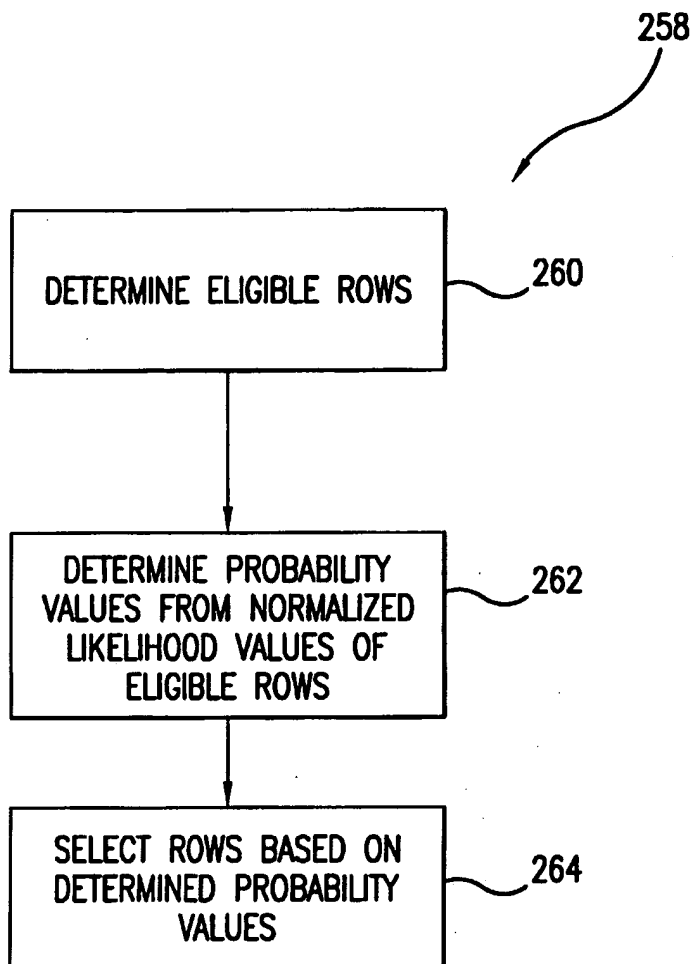 258
DETERMINE ELIGIBLE ROWS
260
DETERMINE PROBABILITY
VALUES FROM NORMALIZED
LIKELIHOOD VALUES OF
ELIGIBLE ROWS
262
SELECT ROWS BASED ON
DETERMINED PROBABILITY
VALUES
264